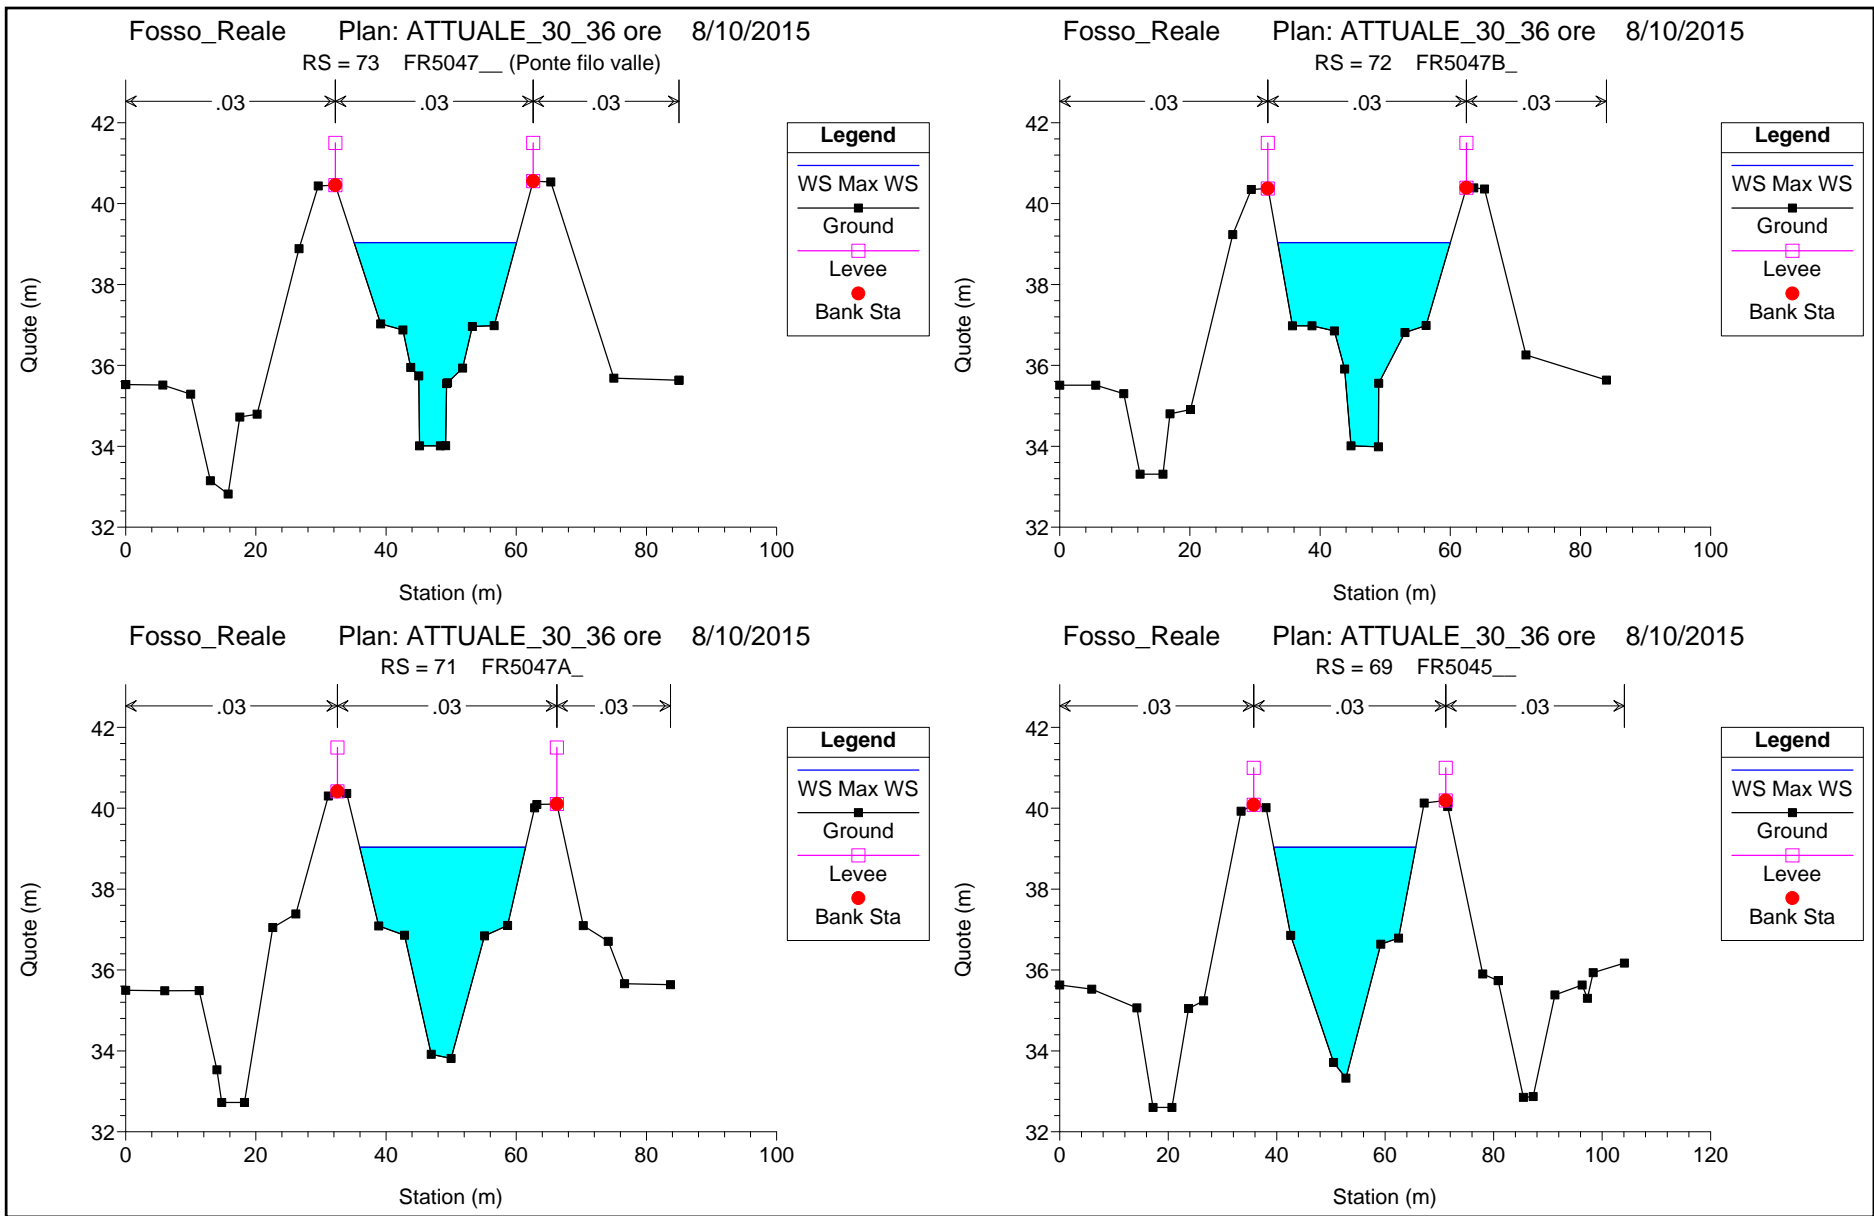 Fosso_Reale Plan: ATTUALE_30_36 ore 8/10/2015
RS = 73 FR5047__ (Ponte filo valle)
.03 .03 .03
42
40
38
36
34
32
0 20 40 60 80 100
Station (m)
Quote (m)
Legend
WS Max WS
Ground
Levee
Bank Sta
Fosso_Reale Plan: ATTUALE_30_36 ore 8/10/2015
RS = 72 FR5047B_
.03 .03 .03
42
40
38
36
34
32
0 20 40 60 80 100
Station (m)
Quote (m)
Legend
WS Max WS
Ground
Levee
Bank Sta
Fosso_Reale Plan: ATTUALE_30_36 ore 8/10/2015
RS = 71 FR5047A_
.03 .03 .03
42
40
38
36
34
32
0 20 40 60 80 100
Station (m)
Quote (m)
Legend
WS Max WS
Ground
Levee
Bank Sta
Fosso_Reale Plan: ATTUALE_30_36 ore 8/10/2015
RS = 69 FR5045__
.03 .03 .03
42
40
38
36
34
32
0 20 40 60 80 100 120
Station (m)
Quote (m)
Legend
WS Max WS
Ground
Levee
Bank Sta